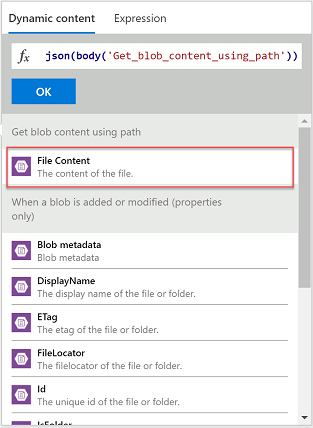 Dynamic content Expression
fx json(body('Get_blob_content_using_path'))
OK
Get blob content using path
File Content
The content of the file.
When a blob is added or modified (properties
only)
Blob metadata
Blob metadata
DisplayName
The display name of the file or folder.
ETag
The etag of the file or folder.
FileLocator
The filelocator of the file or folder.
Id
The unique id of the file or folder.
IsFolder